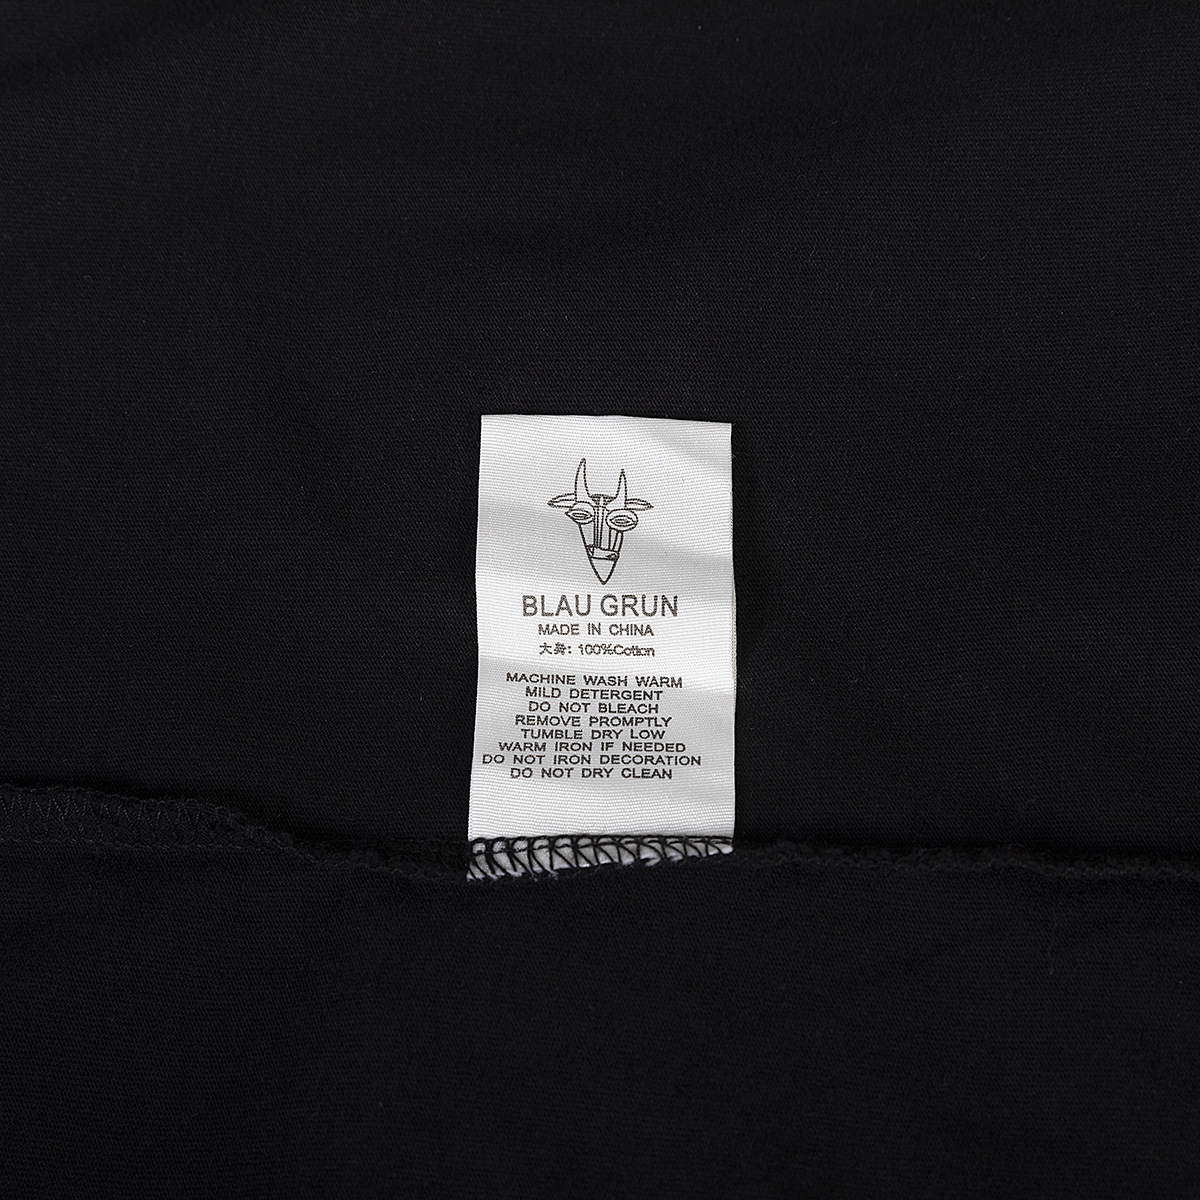 BLAU GRUN
MADE IN CHINA
大身: 100%Cotton
MACHINE WASH WARM
MILD DETERGENT
DO NOT BLEACH
REMOVE PROMPTLY
TUMBLE DRY LOW
WARM IRON IF NEEDED
DO NOT IRON DECORATION
DO NOT DRY CLEAN